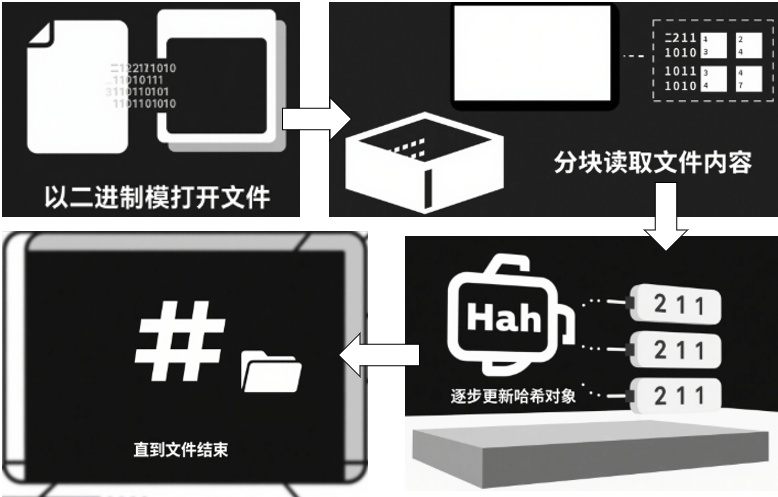 二1221?1010
11010111
3110110101
1101101010
以二进制模打开文件
二211 1 2
1010 3 4
1011 3 4
1010 4 7
分块读取文件内容
Hah
211
211
211
逐步更新哈希对象
#
直到文件结束